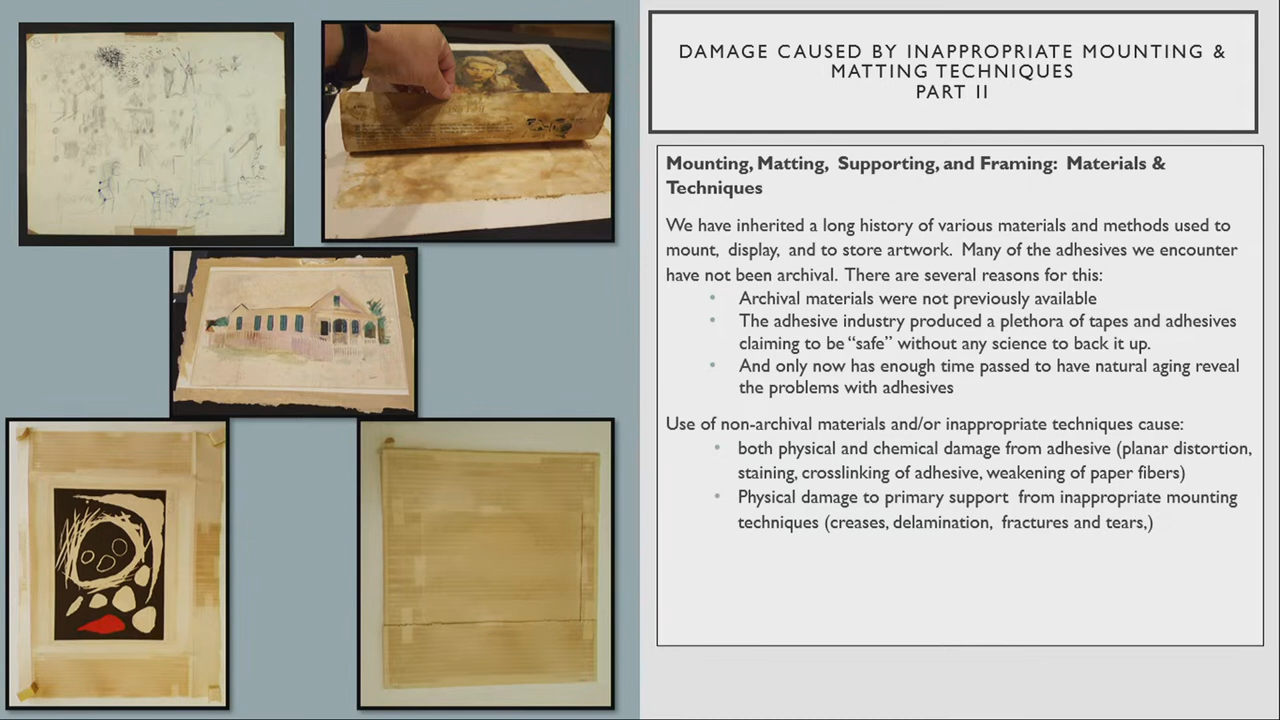 DAMAGE CAUSED BY INAPPROPRIATE MOUNTING &
MATTING TECHNIQUES
PART II
Mounting, Matting, Supporting, and Framing: Materials &
Techniques
We have inherited a long history of various materials and methods used to
mount, display, and to store artwork. Many of the adhesives we encounter
have not been archival. There are several reasons for this:
• Archival materials were not previously available
• The adhesive industry produced a plethora of tapes and adhesives
claiming to be “safe” without any science to back it up.
• And only now has enough time passed to have natural aging reveal
the problems with adhesives
Use of non-archival materials and/or inappropriate techniques cause:
• both physical and chemical damage from adhesive (planar distortion,
staining, crosslinking of adhesive, weakening of paper fibers)
• Physical damage to primary support from inappropriate mounting
techniques (creases, delamination, fractures and tears,)